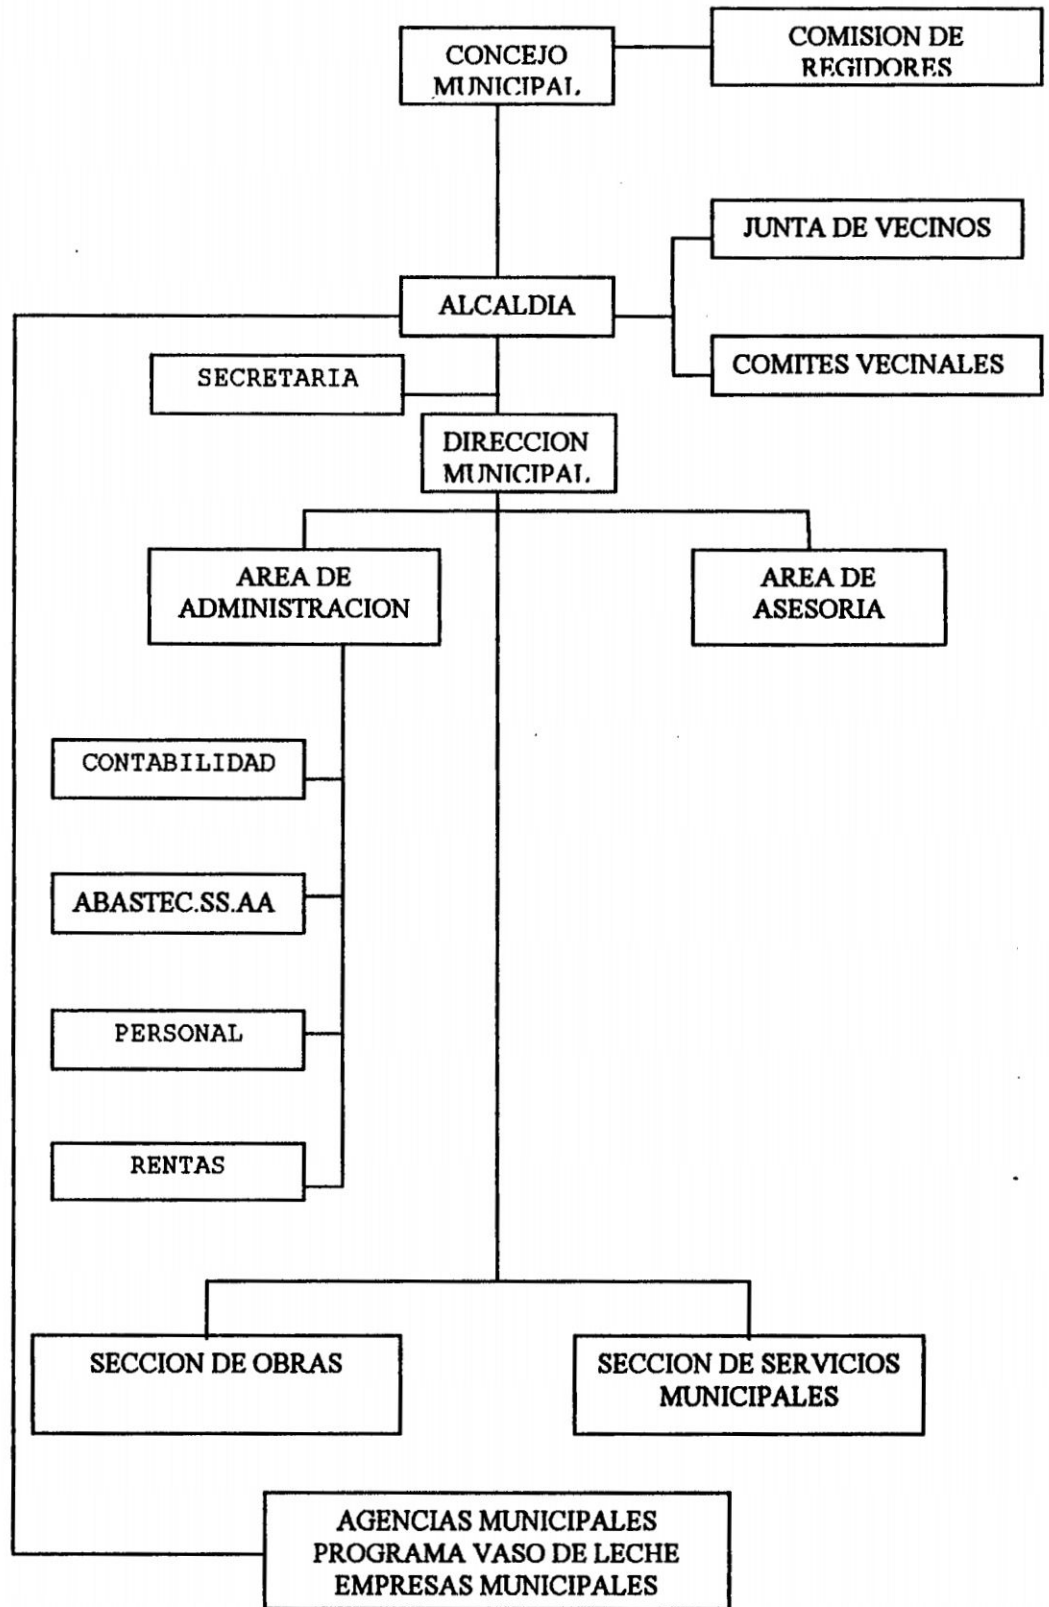 CONCEJO
MUNICIPAL
COMISION DE
REGIDORES
JUNTA DE VECINOS
ALCALDIA
COMITES VECINALES
SECRETARIA
DIRECCION
MUNICIPAL
AREA DE
ADMINISTRACION
AREA DE
ASESORIA
CONTABILIDAD
ABASTEC.SS.AA
PERSONAL
RENTAS
SECCION DE OBRAS
SECCION DE SERVICIOS
MUNICIPALES
AGENCIAS MUNICIPALES
PROGRAMA VASO DE LECHE
EMPRESAS MUNICIPALES